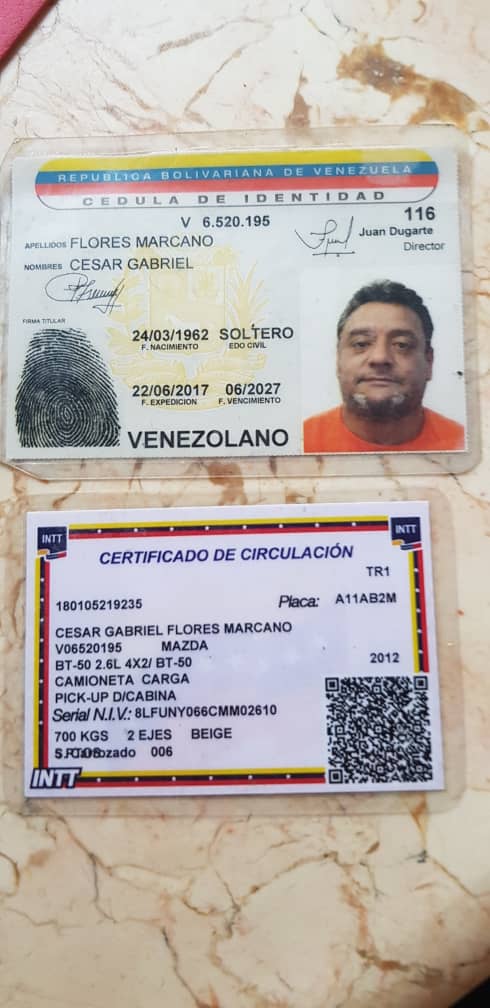 REPUBLICA BOLIVARIANA DE VENEZUELA
CEDULA DE IDENTIDAD
V 6.520.195
116
APELLIDOS FLORES MARCANO
Juan Dugarte
Director
NOMBRES CESAR GABRIEL
FIRMA TITULAR
24/03/1962 SOLTERO
F. NACIMIENTO EDO CIVIL
22/06/2017 06/2027
F. EXPEDICION F. VENCIMIENTO
VENEZOLANO
INTT
INTT
CERTIFICADO DE CIRCULACIÓN
TR1
180105219235 Placa: A11AB2M
CESAR GABRIEL FLORES MARCANO
V06520195 MAZDA
BT-50 2.6L 4X2/ BT-50 2012
CAMIONETA CARGA
PICK-UP D/CABINA
Serial N.I.V.: 8LFUNY066CMM02610
700 KGS 2 EJES BEIGE
006
INTT